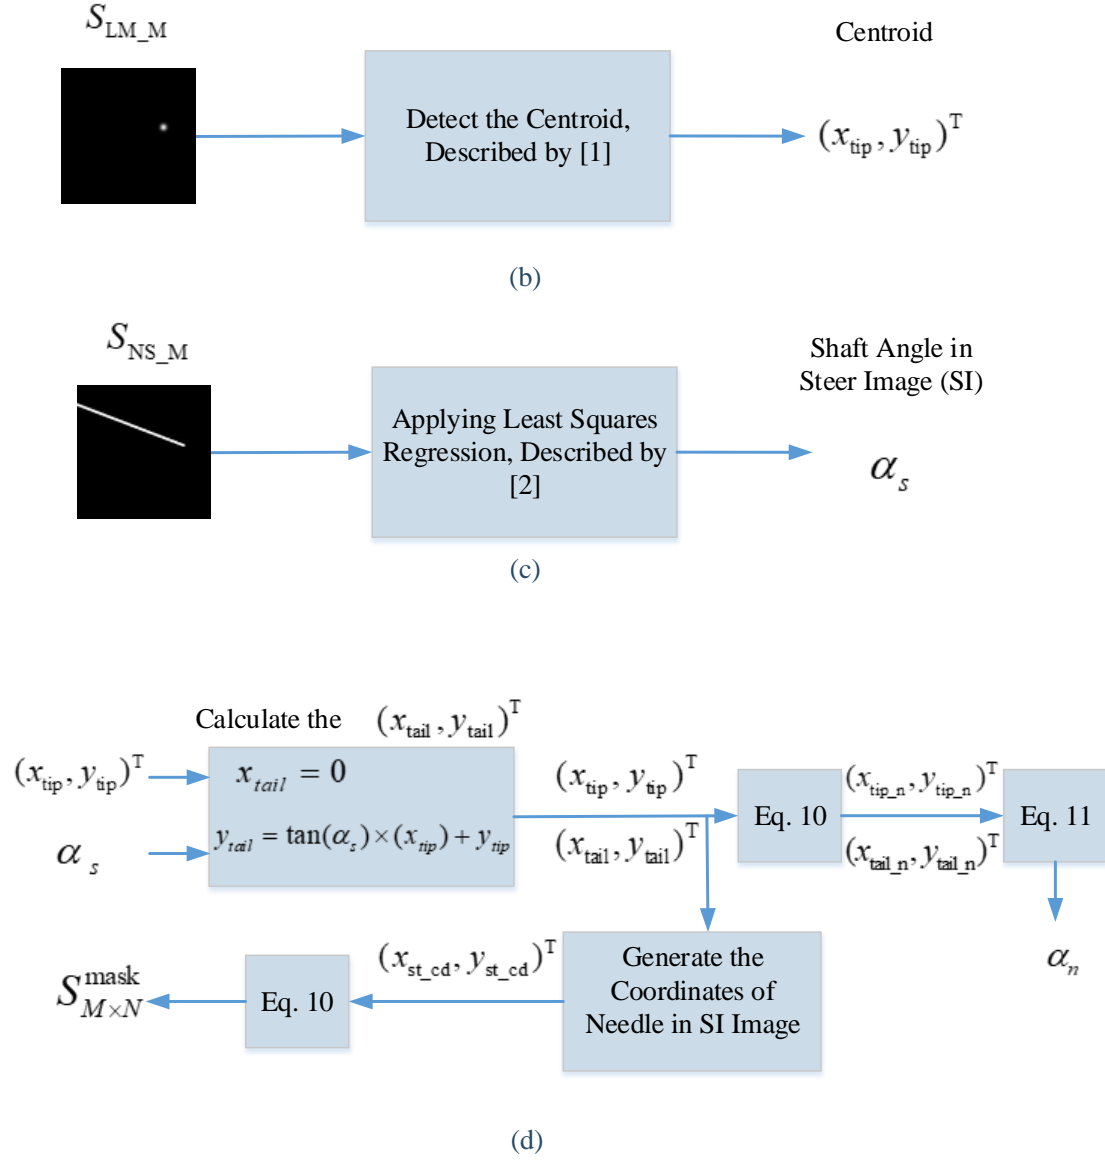 S_LM_M
Centroid
Detect the Centroid,
Described by [1]
(x_tip, y_tip)^T
(b)
S_NS_M
Shaft Angle in
Steer Image (SI)
Applying Least Squares
Regression, Described by
[2]
α_s
(c)
Calculate the (x_tail, y_tail)^T
(x_tip, y_tip)^T
x_tail = 0
α_s
y_tail = tan(α_s) × (x_tip) + y_tip
(x_tip, y_tip)^T
(x_tail, y_tail)^T
Eq. 10
(x_tip_n, y_tip_n)^T
(x_tail_n, y_tail_n)^T
Eq. 11
α_n
Generate the
Coordinates of
Needle in SI Image
(x_st_cd, y_st_cd)^T
Eq. 10
S_M×N^mask
(d)